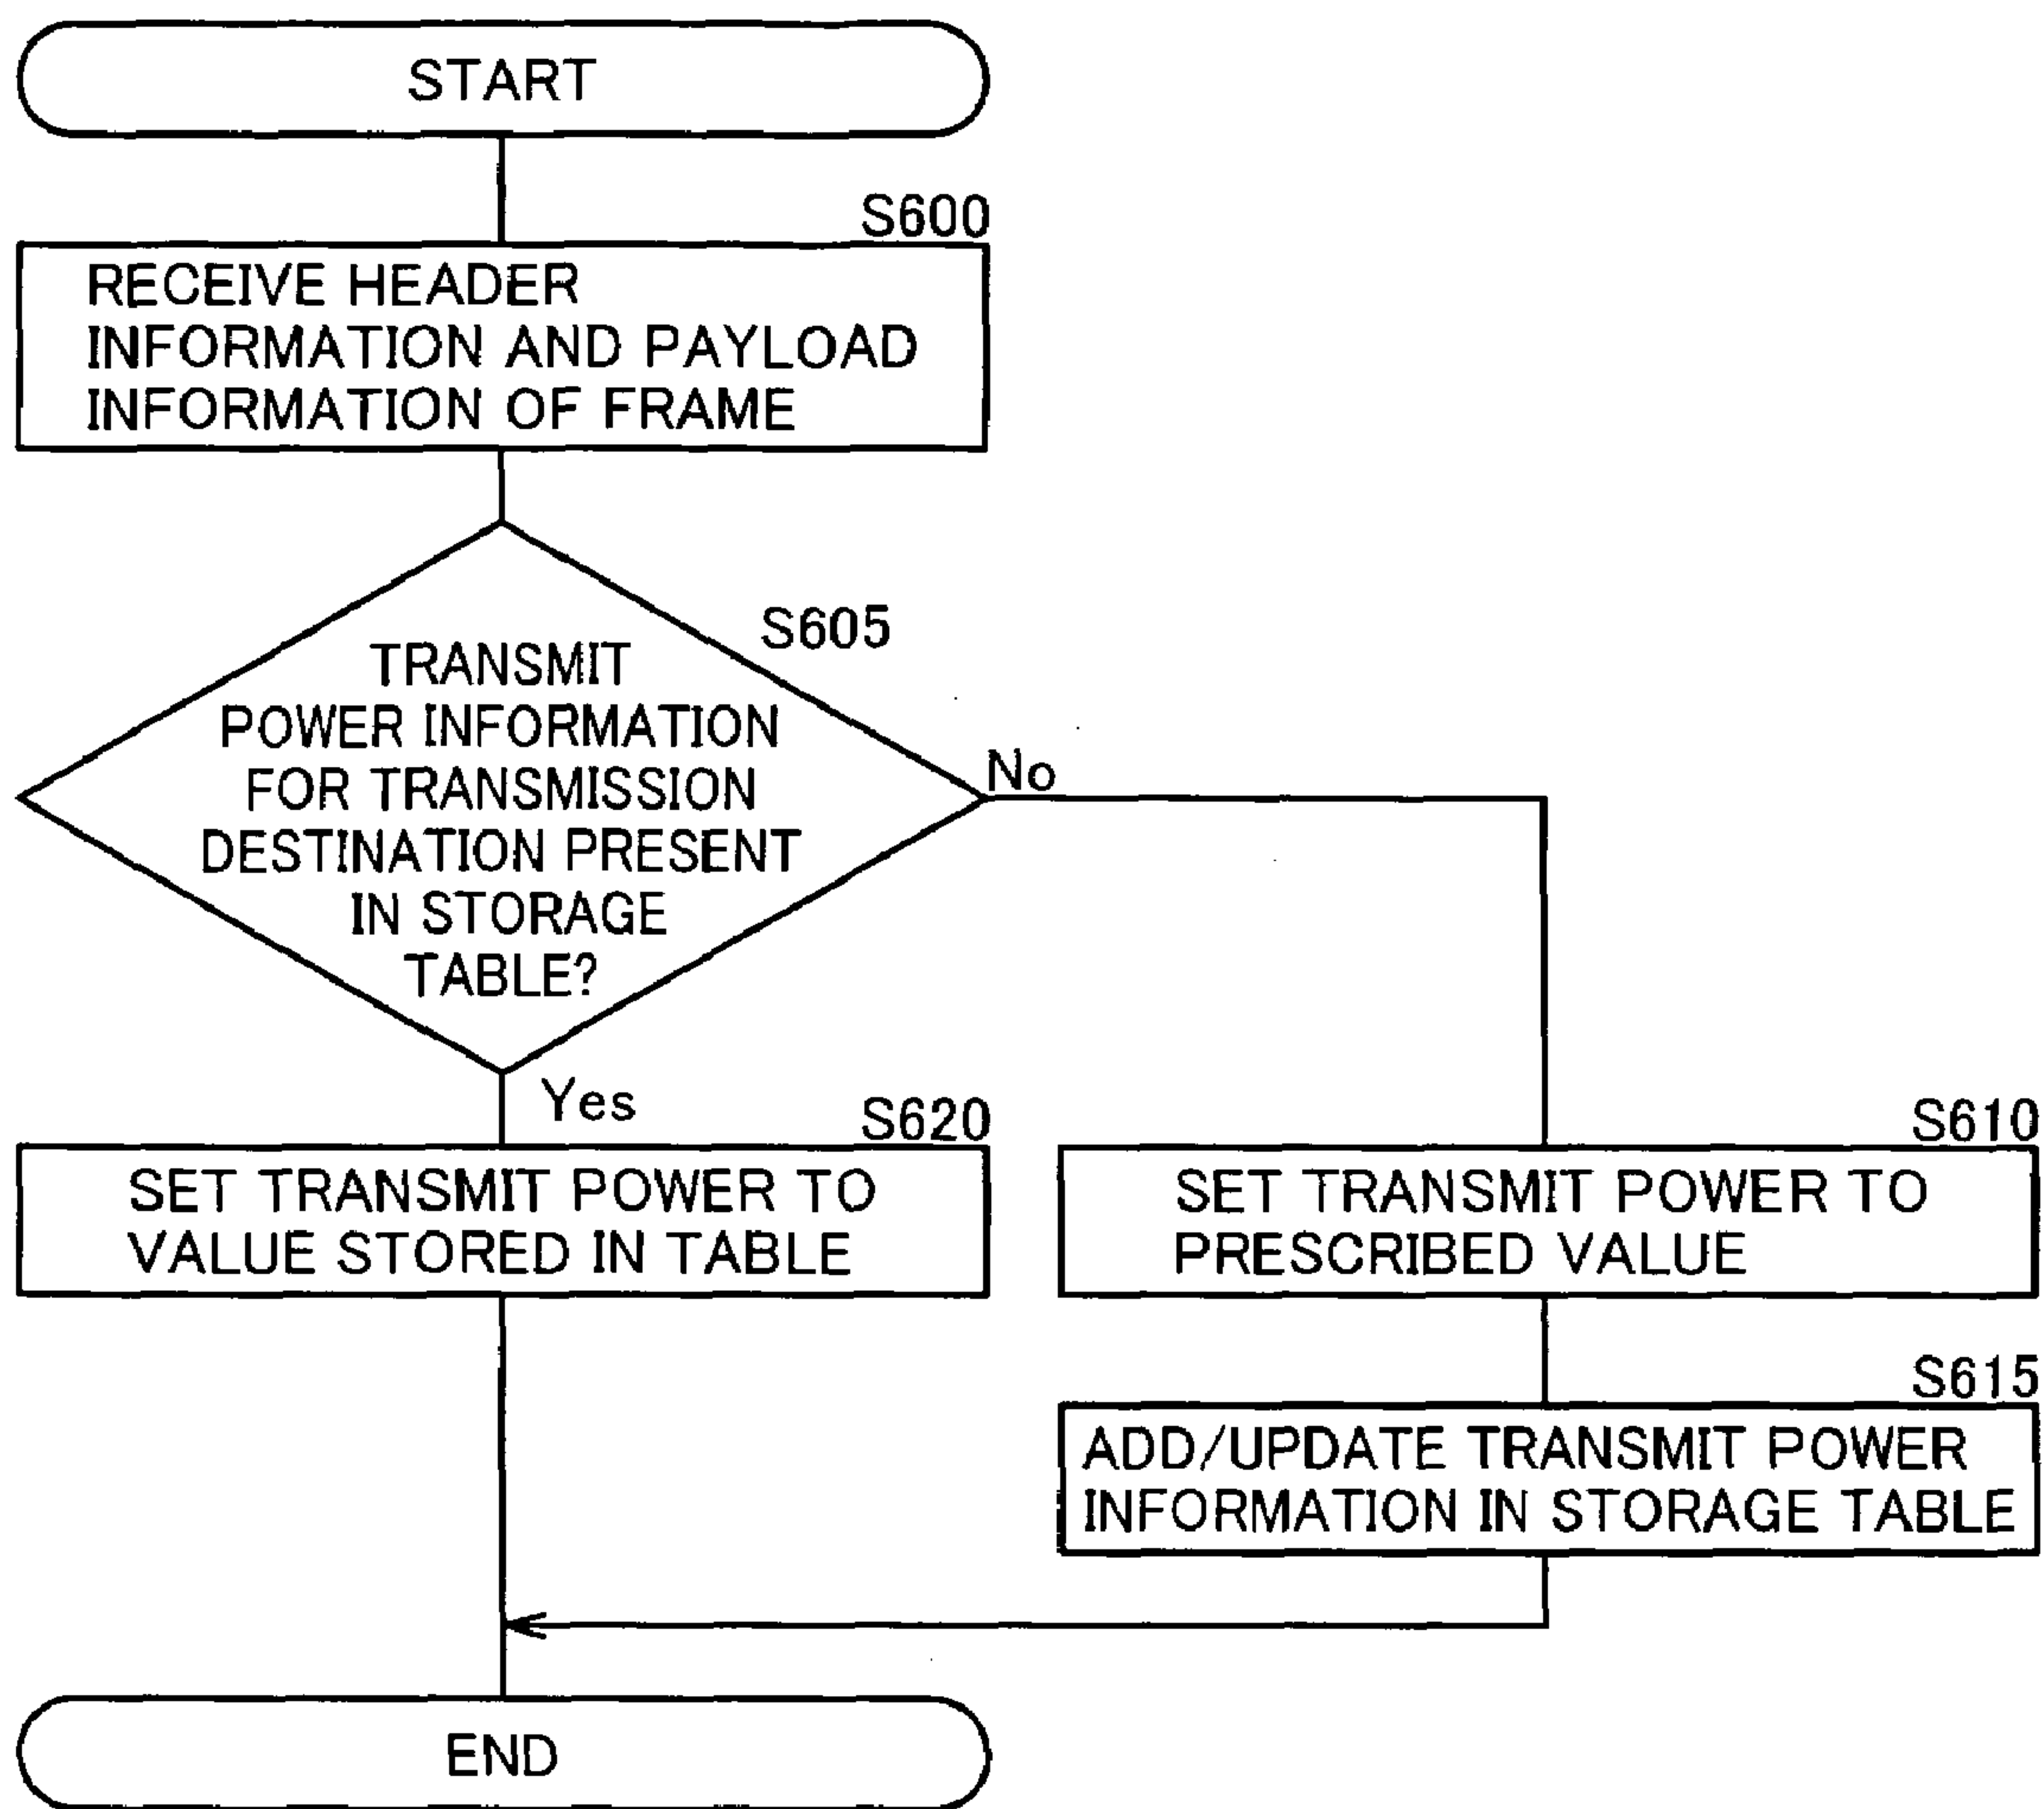 START
S600
RECEIVE HEADER
INFORMATION AND PAYLOAD
INFORMATION OF FRAME
S605
TRANSMIT
POWER INFORMATION
FOR TRANSMISSION
DESTINATION PRESENT
IN STORAGE
TABLE?
No
Yes
S620
SET TRANSMIT POWER TO
VALUE STORED IN TABLE
S610
SET TRANSMIT POWER TO
PRESCRIBED VALUE
S615
ADD/UPDATE TRANSMIT POWER
INFORMATION IN STORAGE TABLE
END